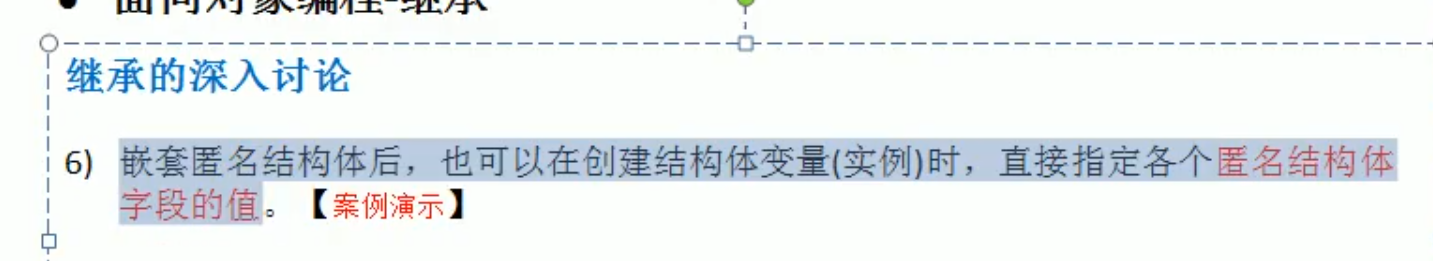 ● 面向对象编程-继承
继承的深入讨论
6) 嵌套匿名结构体后，也可以在创建结构体变量(实例)时，直接指定各个匿名结构体
字段的值。【案例演示】